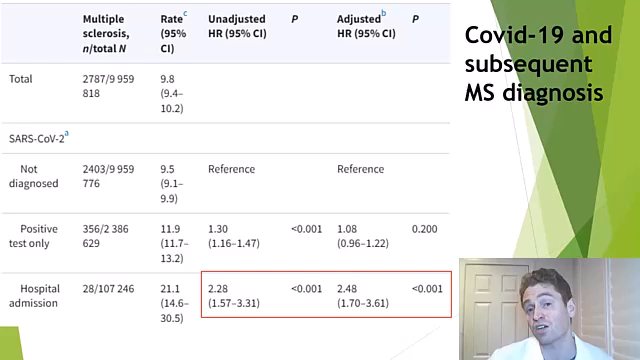 Multiple Rate^c Unadjusted P Adjusted^b P
sclerosis, (95% HR (95% CI) HR (95% CI)
n/total N CI)
Total 2787/9 959 9.8
818 (9.4–
10.2)
SARS-CoV-2^a
Not 2403/9 959 9.5 Reference Reference
diagnosed 776 (9.1–
9.9)
Positive 356/2 386 11.9 1.30 <0.001 1.08 0.200
test only 629 (11.7– (1.16–1.47) (0.96–1.22)
13.2)
Hospital 28/107 246 21.1 2.28 <0.001 2.48 <0.001
admission (14.6– (1.57–3.31) (1.70–3.61)
30.5)
Covid-19 and
subsequent
MS diagnosis